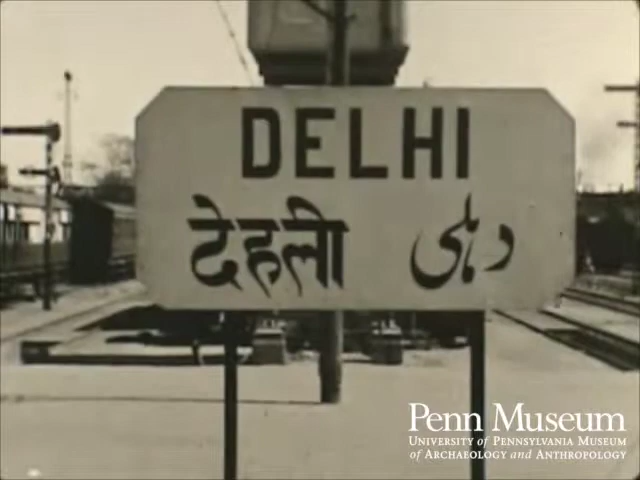 DELHI
देहली دہلی
Penn Museum
UNIVERSITY of PENNSYLVANIA MUSEUM
of ARCHAEOLOGY and ANTHROPOLOGY